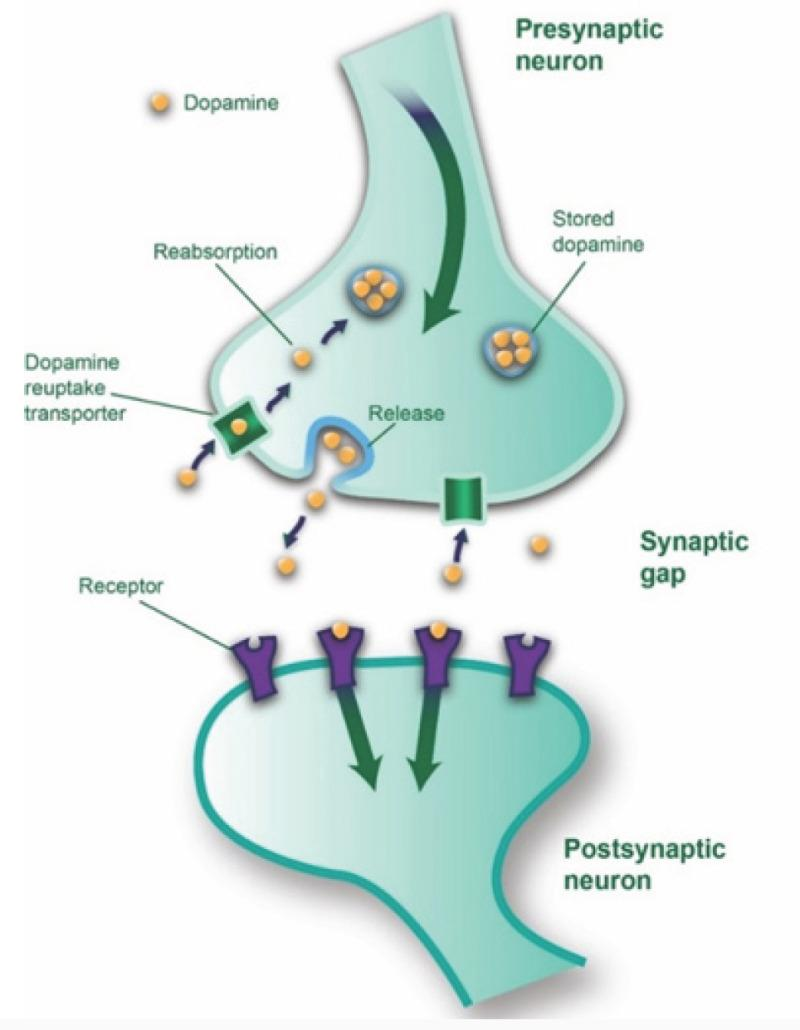 Presynaptic
neuron
Dopamine
Stored
dopamine
Reabsorption
Dopamine
reuptake
transporter
Release
Synaptic
gap
Receptor
Postsynaptic
neuron